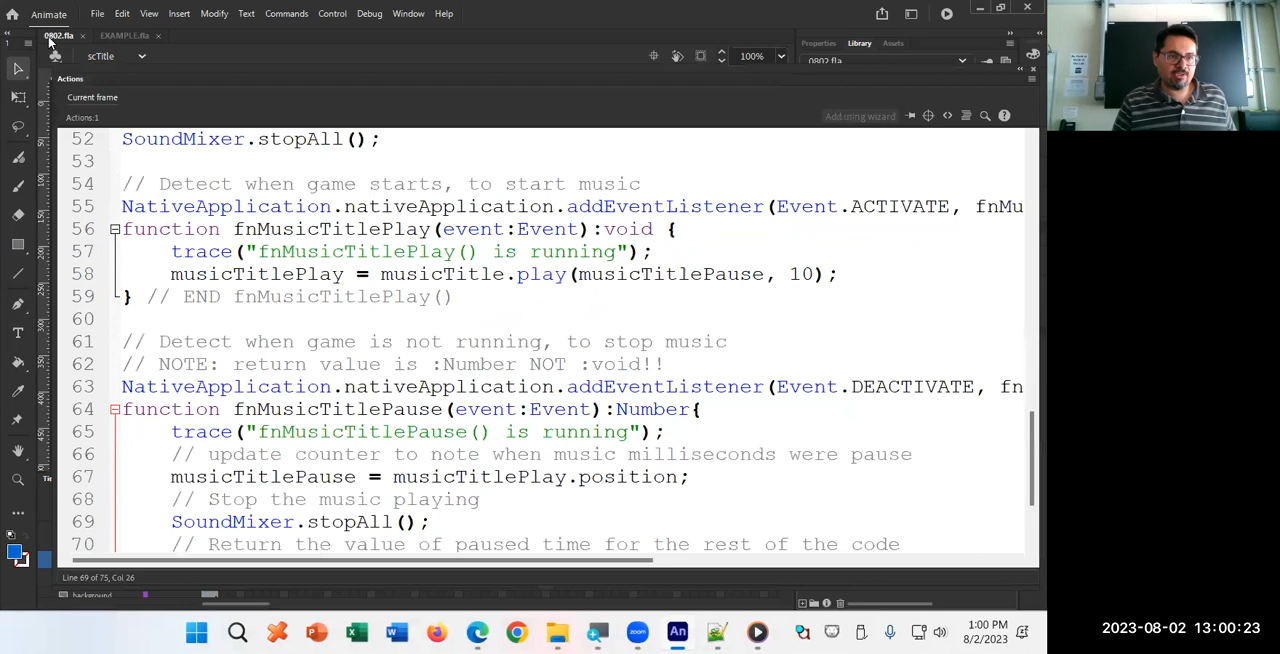 Animate File Edit View Insert Modify Text Commands Control Debug Window Help
0802.fla × EXAMPLE.fla ×
scTitle 100%
Properties Library Assets
0802.fla
Actions
Current frame
Actions:1 Add using wizard
52 SoundMixer.stopAll();
53
54 // Detect when game starts, to start music
55 NativeApplication.nativeApplication.addEventListener(Event.ACTIVATE, fnMu
56 function fnMusicTitlePlay(event:Event):void {
57 trace("fnMusicTitlePlay() is running");
58 musicTitlePlay = musicTitle.play(musicTitlePause, 10);
59 } // END fnMusicTitlePlay()
60
61 // Detect when game is not running, to stop music
62 // NOTE: return value is :Number NOT :void!!
63 NativeApplication.nativeApplication.addEventListener(Event.DEACTIVATE, fn
64 function fnMusicTitlePause(event:Event):Number{
65 trace("fnMusicTitlePause() is running");
66 // update counter to note when music milliseconds were pause
67 musicTitlePause = musicTitlePlay.position;
68 // Stop the music playing
69 SoundMixer.stopAll();
70 // Return the value of paused time for the rest of the code
Line 69 of 75, Col 26
background
1:00 PM
8/2/2023
2023-08-02 13:00:23